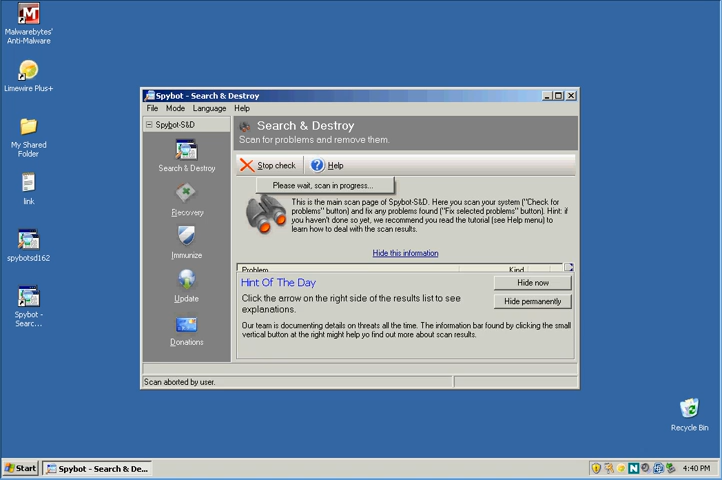 Malwarebytes'
Anti-Malware
Limewire Plus+
My Shared
Folder
link
spybotsd162
Spybot -
Searc...
Spybot - Search & Destroy
File Mode Language Help
Spybot-S&D
Search & Destroy
Recovery
Immunize
Update
Donations
Search & Destroy
Scan for problems and remove them.
Stop check Help
Please wait, scan in progress...
This is the main scan page of Spybot-S&D. Here you scan your system ("Check for
problems" button) and fix any problems found ("Fix selected problems" button). Hint: if
you haven't done so yet, we recommend you read the tutorial (see Help menu) to
learn how to deal with the scan results.
Hide this information
Problem Kind
Hint Of The Day
Hide now
Click the arrow on the right side of the results list to see
explanations.
Hide permanently
Our team is documenting details on threats all the time. The information bar found by clicking the small
vertical button at the right might help yo find out more about scan results.
Scan aborted by user.
Recycle Bin
Start Spybot - Search & De...
4:40 PM